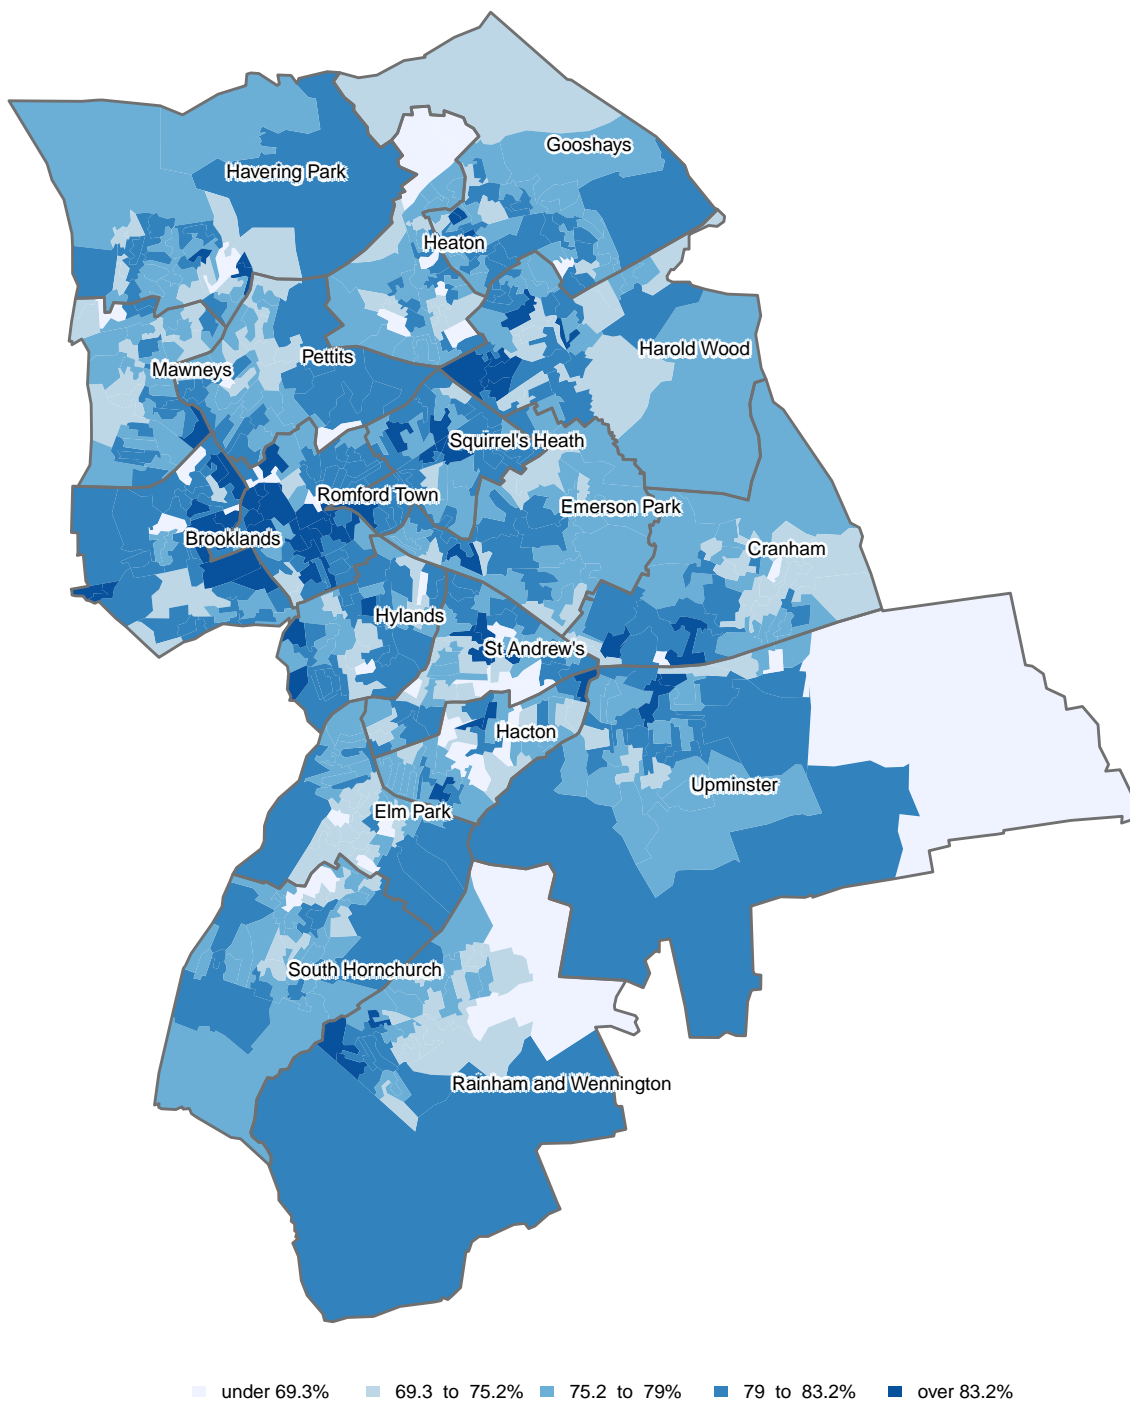 Gooshays
Havering Park
Heaton
Harold Wood
Pettits
Mawneys
Squirrel's Heath
Romford Town
Emerson Park
Brooklands
Cranham
Hylands
St Andrew's
Hacton
Upminster
Elm Park
South Hornchurch
Rainham and Wennington
under 69.3% 69.3 to 75.2% 75.2 to 79% 79 to 83.2% over 83.2%